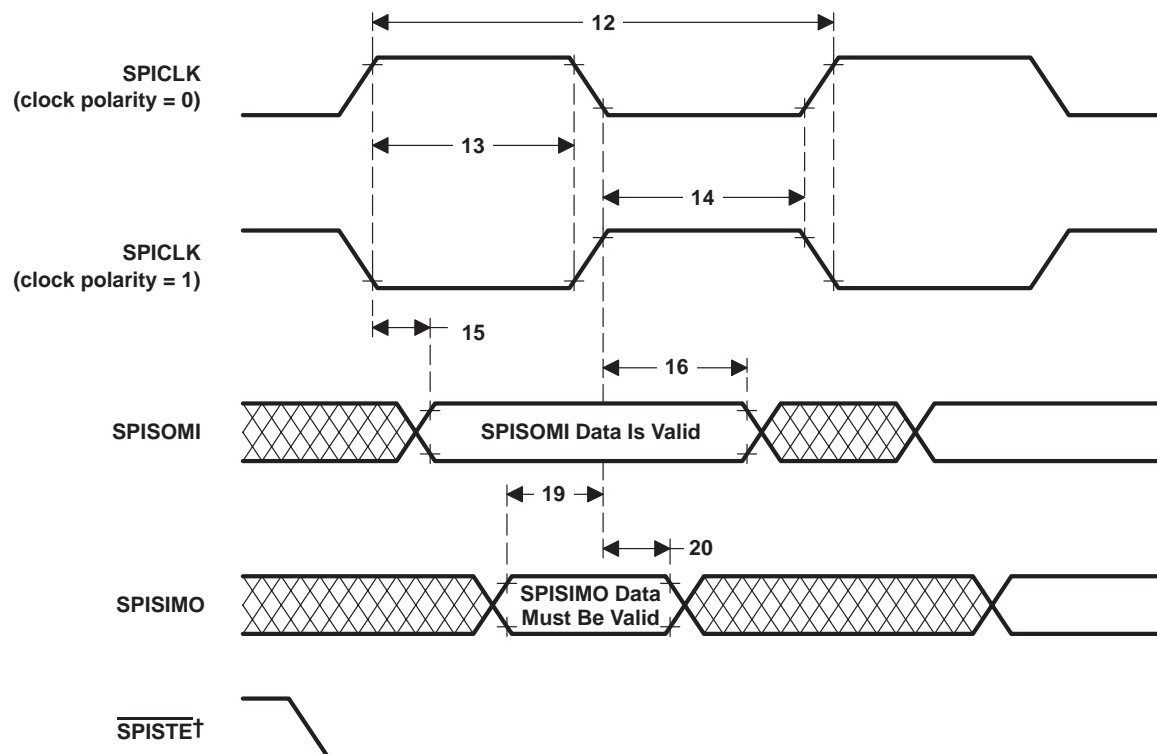 12
SPICLK
(clock polarity = 0)
13
14
SPICLK
(clock polarity = 1)
15
16
SPISOMI
SPISOMI Data Is Valid
19
20
SPISIMO
SPISIMO Data
Must Be Valid
SPISTE†